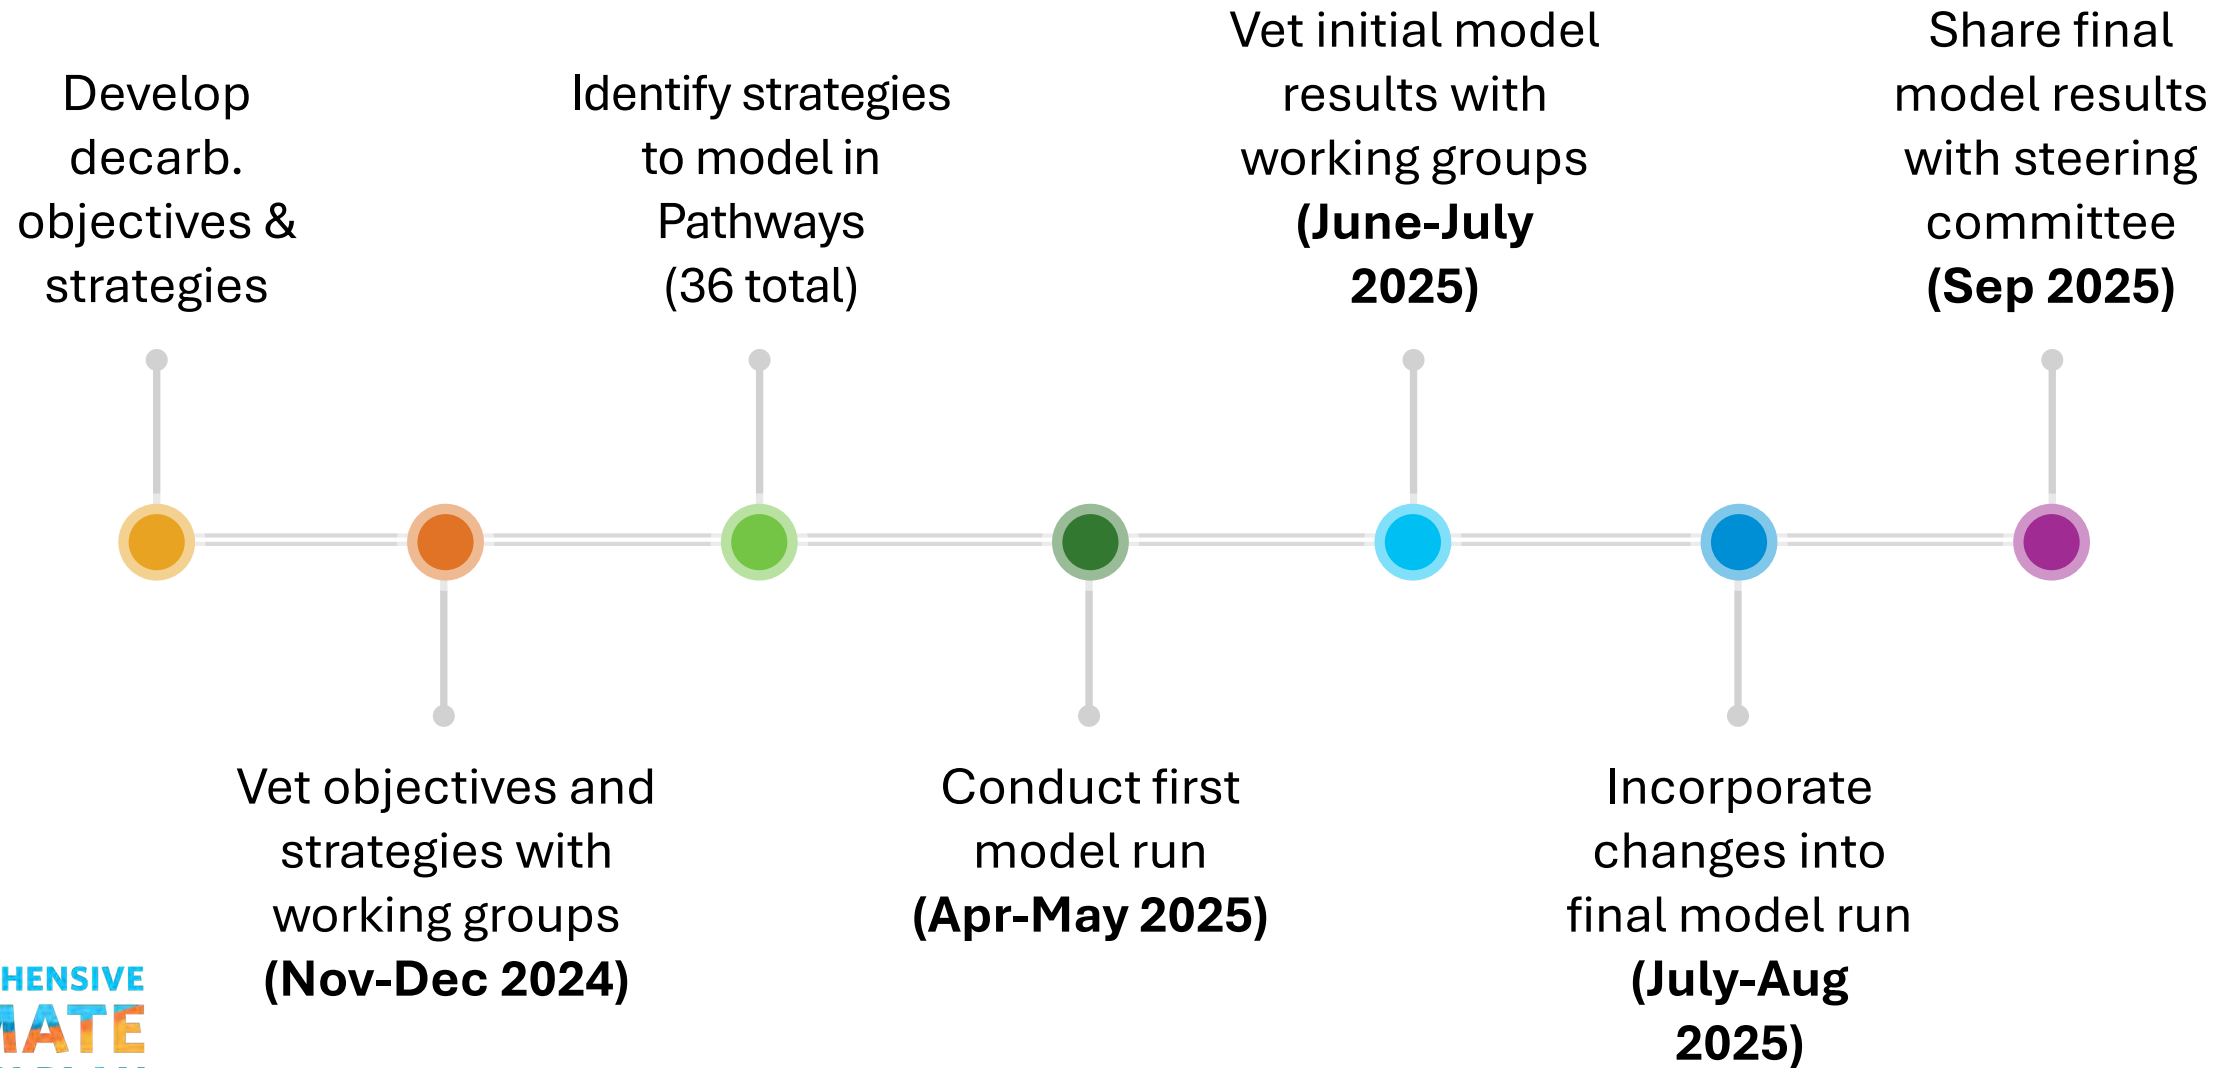 Develop
decarb.
objectives &
strategies
Vet objectives and
strategies with
working groups
(Nov-Dec 2024)
Identify strategies
to model in
Pathways
(36 total)
Conduct first
model run
(Apr-May 2025)
Vet initial model
results with
working groups
(June-July
2025)
Incorporate
changes into
final model run
(July-Aug
2025)
Share final
model results
with steering
committee
(Sep 2025)
HENSIVE
MATE